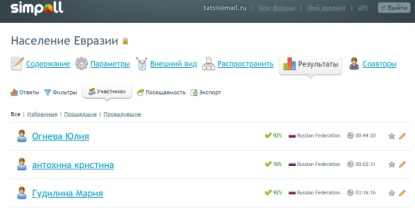 simpoll
tatsti@mail.ru Мои формы Мой аккаунт API Выйти
Население Евразии
Содержание Параметры Внешний вид Распространить Результаты Соавторы
Ответы Фильтры Участники Посещаемость Экспорт
Все | Избранные | Прошедшие | Провалившие
Огнева Юлия 92% Russian Federation 00:44:20
антохина кристина 50% Russian Federation 00:02:31
Гудилина Мария 92% Russian Federation 03:16:16